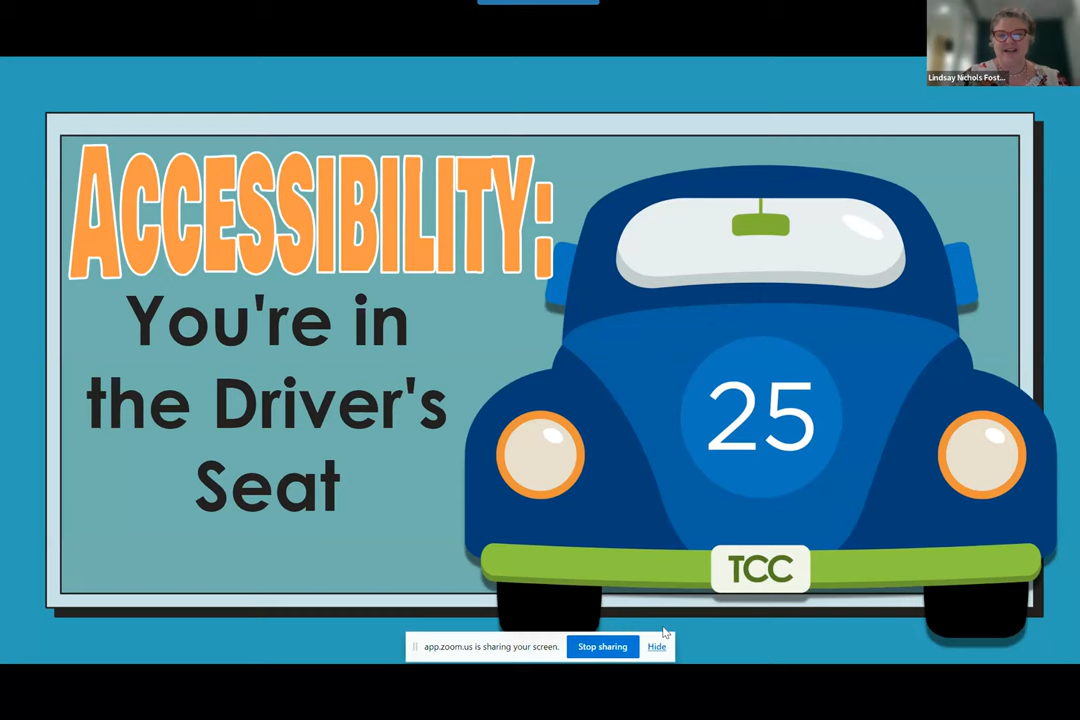 Lindsay Nichols Fost...
ACCESSIBILITY:
You're in
the Driver's
Seat
25
TCC
app.zoom.us is sharing your screen.
Stop sharing
Hide